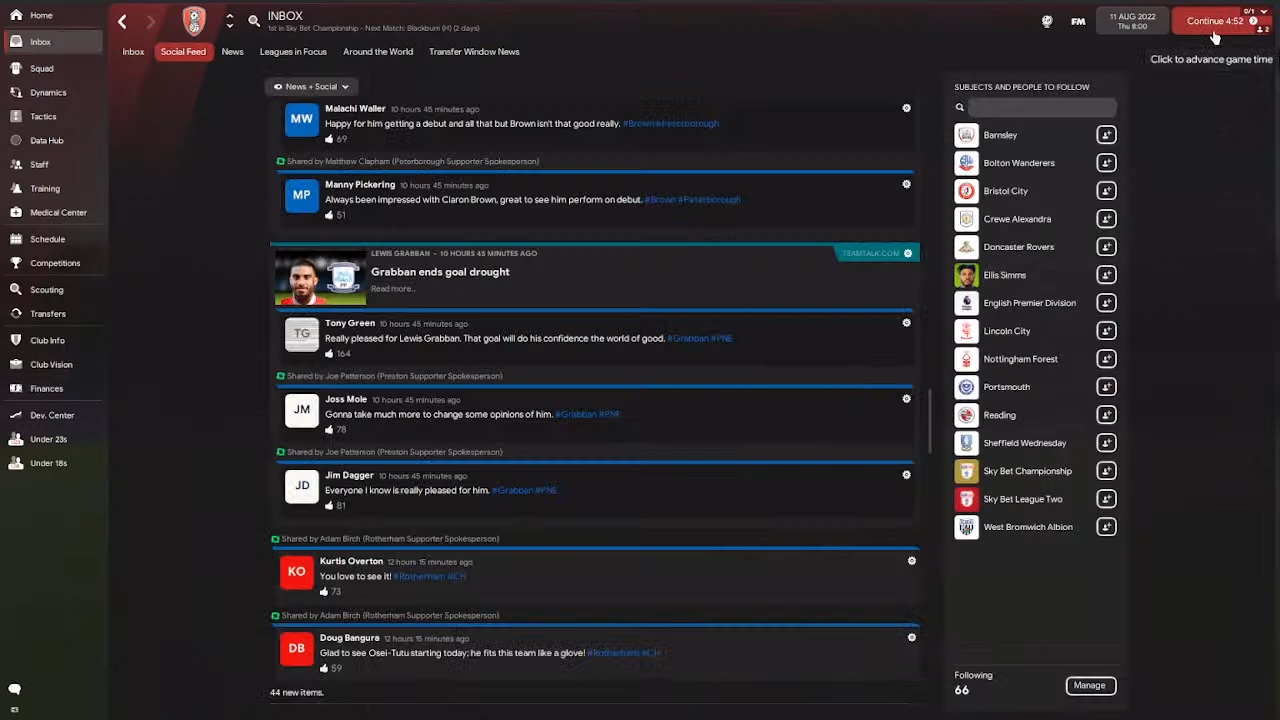 Home
Inbox
Squad
Dynamics
Tactics
Data Hub
Staff
Training
Medical Center
Schedule
Competitions
Scouting
Transfers
Club Info
Club Vision
Finances
Dev. Center
Under 23s
Under 18s
INBOX
1st in Sky Bet Championship - Next Match: Blackburn (H) (2 days)
FM
11 AUG 2022
Thu 8:00
Continue 4:52
0/1
2
Click to advance game time
Inbox
Social Feed
News
Leagues in Focus
Around the World
Transfer Window News
News + Social
MW
Malachi Waller 10 hours 45 minutes ago
Happy for him getting a debut and all that but Brown isn't that good really. #Brown #Peterborough
69
Shared by Matthew Clapham (Peterborough Supporter Spokesperson)
MP
Manny Pickering 10 hours 45 minutes ago
Always been impressed with Ciaron Brown, great to see him perform on debut. #Brown #Peterborough
51
LEWIS GRABBAN - 10 HOURS 45 MINUTES AGO
TEAMTALK.COM
PP
Grabban ends goal drought
Read more...
TG
Tony Green 10 hours 45 minutes ago
Really pleased for Lewis Grabban. That goal will do his confidence the world of good. #Grabban #PNE
164
Shared by Joe Patterson (Preston Supporter Spokesperson)
JM
Joss Mole 10 hours 45 minutes ago
Gonna take much more to change some opinions of him. #Grabban #PNE
78
Shared by Joe Patterson (Preston Supporter Spokesperson)
JD
Jim Dagger 10 hours 45 minutes ago
Everyone I know is really pleased for him. #Grabban #PNE
81
Shared by Adam Birch (Rotherham Supporter Spokesperson)
KO
Kurtis Overton 12 hours 15 minutes ago
You love to see it! #Rotherham #CH
73
Shared by Adam Birch (Rotherham Supporter Spokesperson)
DB
Doug Bangura 12 hours 15 minutes ago
Glad to see Osei-Tutu starting today; he fits this team like a glove! #Rotherham #CH
59
44 new items.
SUBJECTS AND PEOPLE TO FOLLOW
Barnsley
Bolton Wanderers
Bristol City
Crewe Alexandra
Doncaster Rovers
Ellis Simms
English Premier Division
Lincoln City
Nottingham Forest
Portsmouth
Reading
Sheffield Wednesday
Sky Bet Championship
Sky Bet League Two
West Bromwich Albion
Following
66
Manage